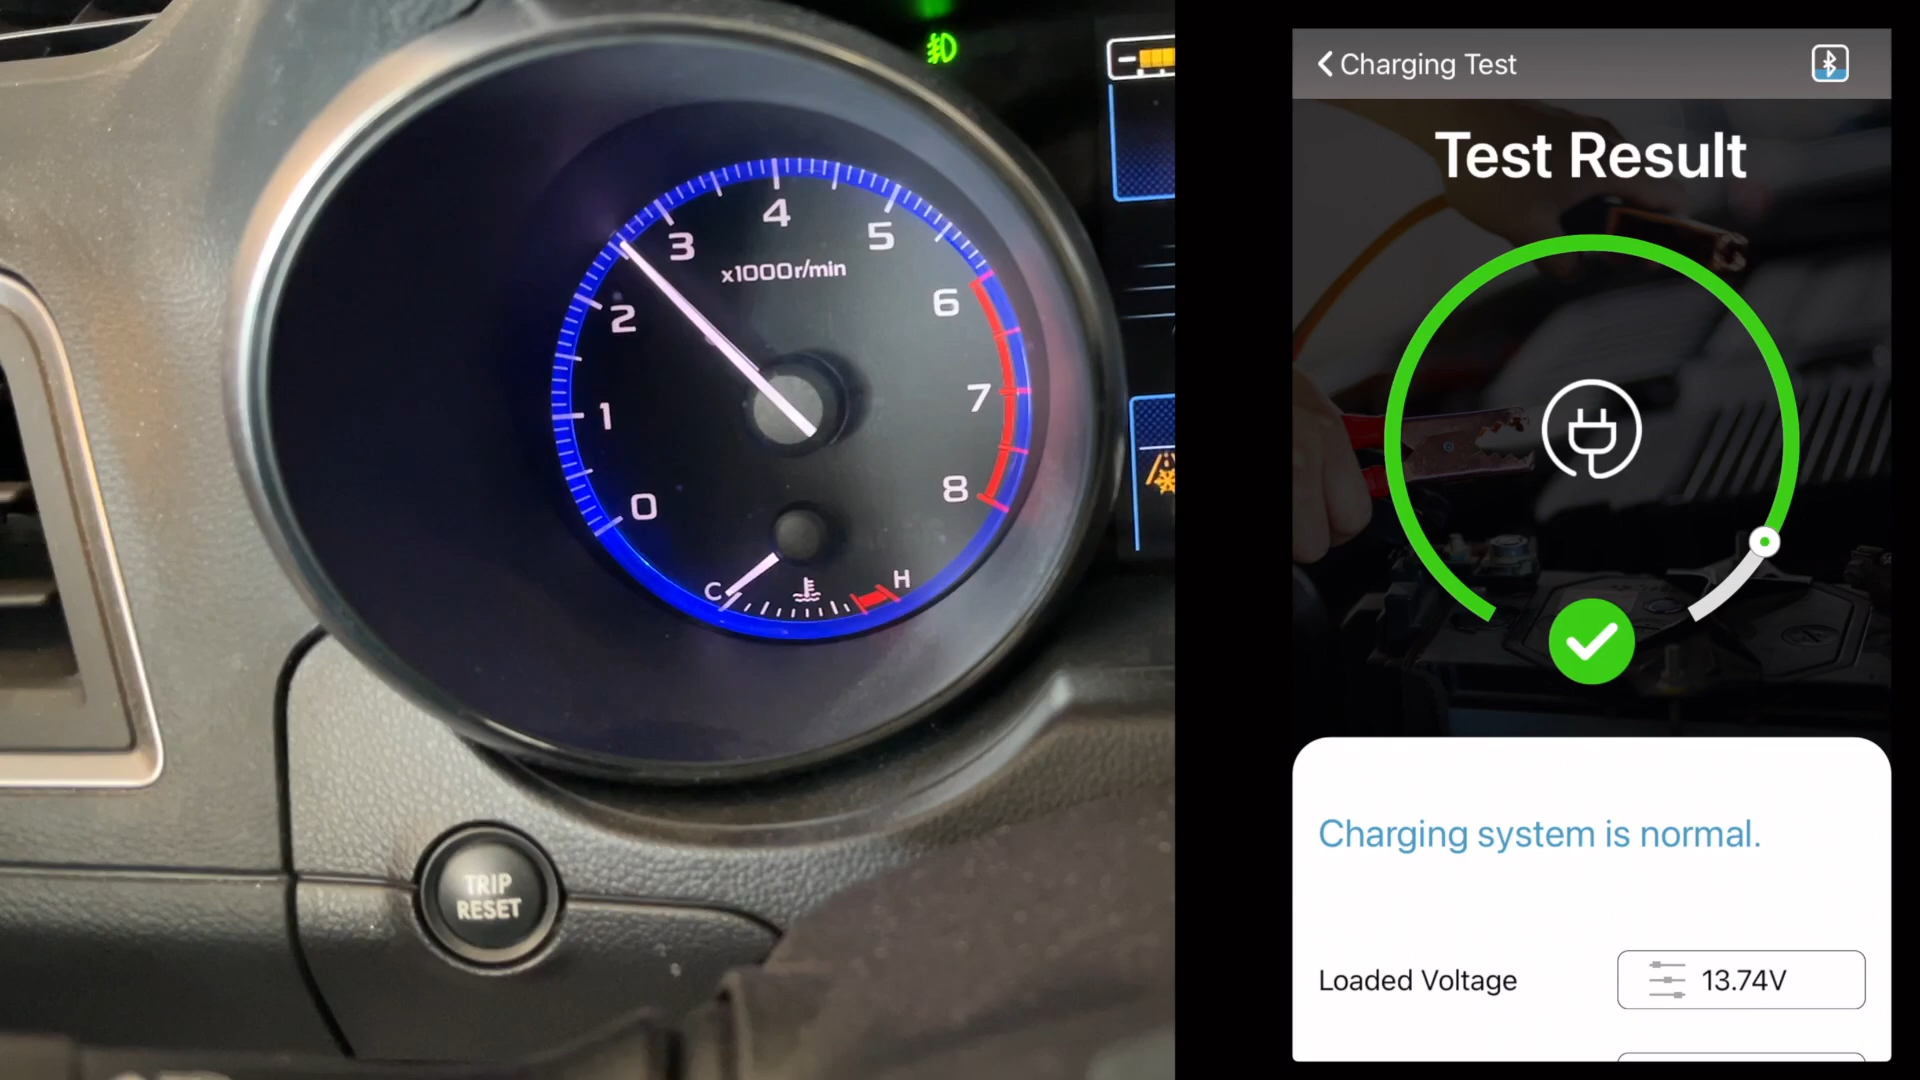 4
3
5
x1000r/min
2
6
1
7
0
8
C
H
TRIP
RESET
Charging Test
Test Result
Charging system is normal.
Loaded Voltage
13.74V